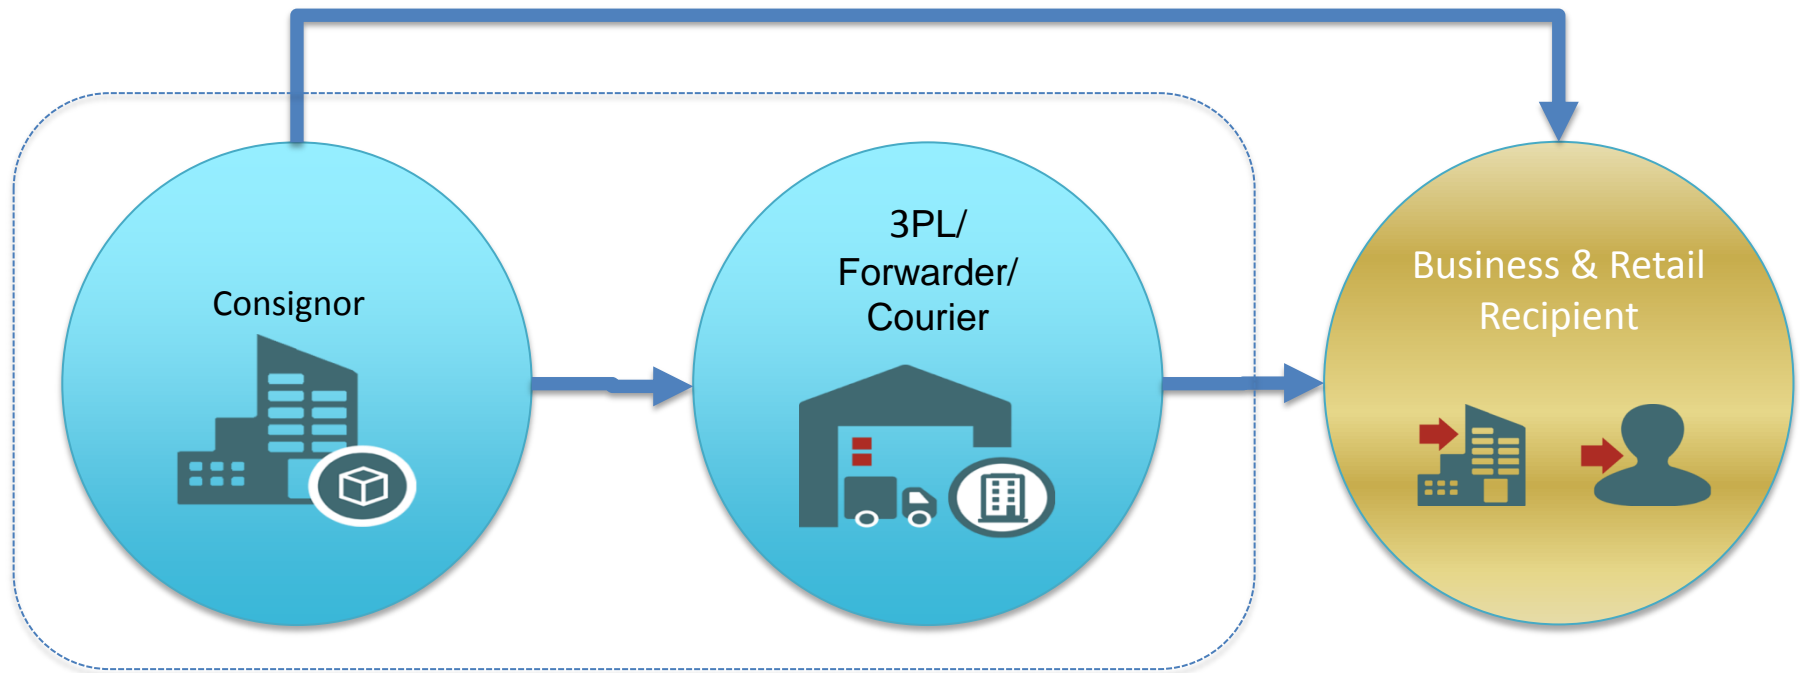 Consignor
3PL/
Forwarder/
Courier
Business & Retail
Recipient